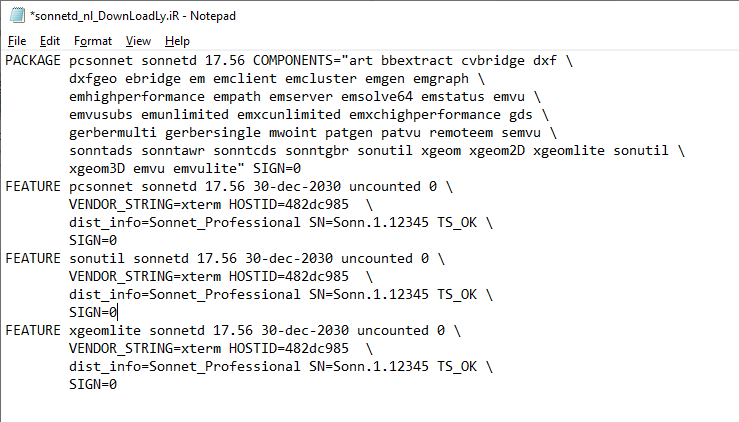 *sonnetd_nl_DownLoadLy.iR - Notepad
File Edit Format View Help
PACKAGE pcsonnet sonnetd 17.56 COMPONENTS="art bbextract cvbridge dxf \
dxfgeo ebridge em emclient emcluster emgen emgraph \
emhighperformance empath emserver emsolve64 emstatus emvu \
emvusubs emunlimited emxcunlimited emxchighperformance gds \
gerbermulti gerbersingle mwoint patgen patvu remoteem semvu \
sonntads sonntawr sonntcds sonntgbr sonutil xgeom xgeom2D xgeomlite sonutil \
xgeom3D emvu emvulite" SIGN=0
FEATURE pcsonnet sonnetd 17.56 30-dec-2030 uncounted 0 \
VENDOR_STRING=xterm HOSTID=482dc985  \
dist_info=Sonnet_Professional SN=Sonn.1.12345 TS_OK \
SIGN=0
FEATURE sonutil sonnetd 17.56 30-dec-2030 uncounted 0 \
VENDOR_STRING=xterm HOSTID=482dc985  \
dist_info=Sonnet_Professional SN=Sonn.1.12345 TS_OK \
SIGN=0
FEATURE xgeomlite sonnetd 17.56 30-dec-2030 uncounted 0 \
VENDOR_STRING=xterm HOSTID=482dc985  \
dist_info=Sonnet_Professional SN=Sonn.1.12345 TS_OK \
SIGN=0